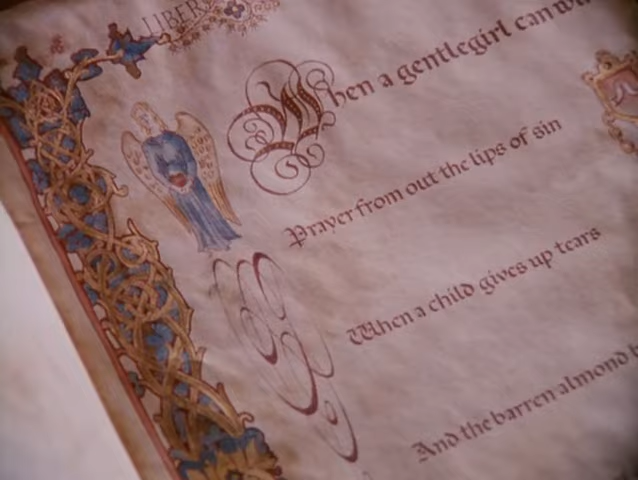 LIBER
When a gentlegirl can win
Prayer from out the lips of sin
When a child gives up tears
And the barren almond